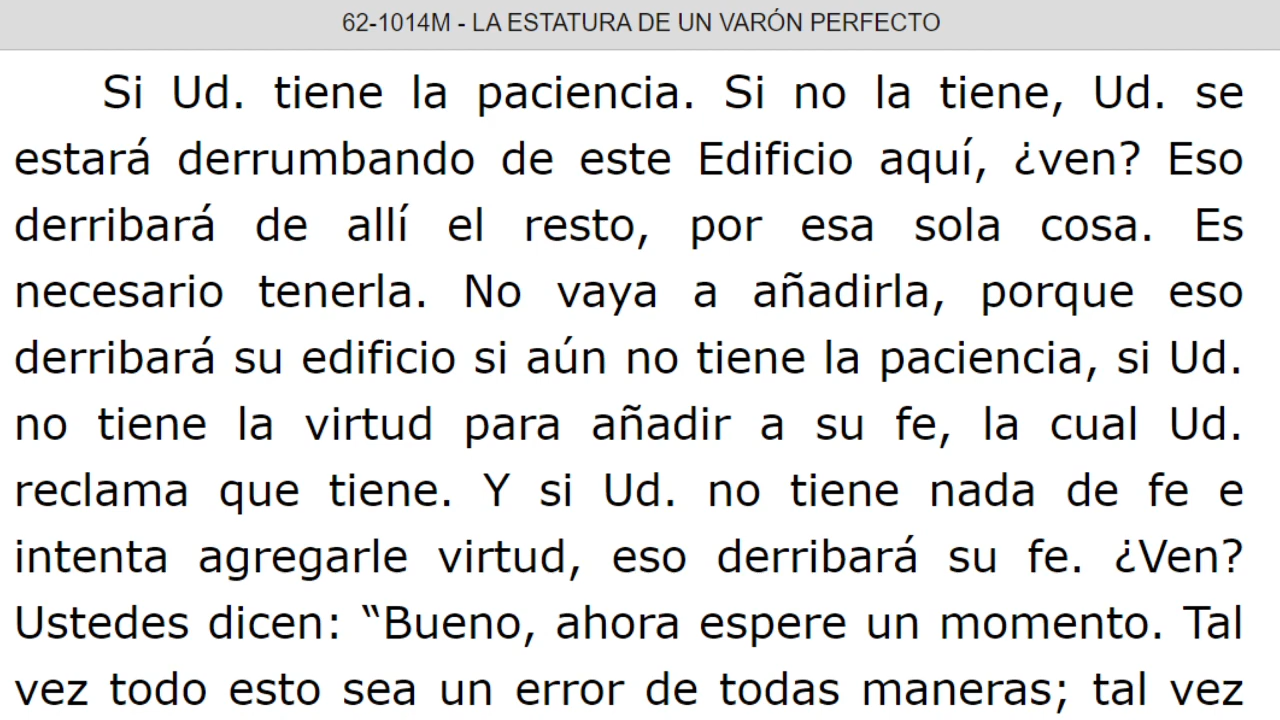 62-1014M - LA ESTATURA DE UN VARÓN PERFECTO
Si Ud. tiene la paciencia. Si no la tiene, Ud. se
estará derrumbando de este Edificio aquí, ¿ven? Eso
derribará de allí el resto, por esa sola cosa. Es
necesario tenerla. No vaya a añadirla, porque eso
derribará su edificio si aún no tiene la paciencia, si Ud.
no tiene la virtud para añadir a su fe, la cual Ud.
reclama que tiene. Y si Ud. no tiene nada de fe e
intenta agregarle virtud, eso derribará su fe. ¿Ven?
Ustedes dicen: “Bueno, ahora espere un momento. Tal
vez todo esto sea un error de todas maneras; tal vez